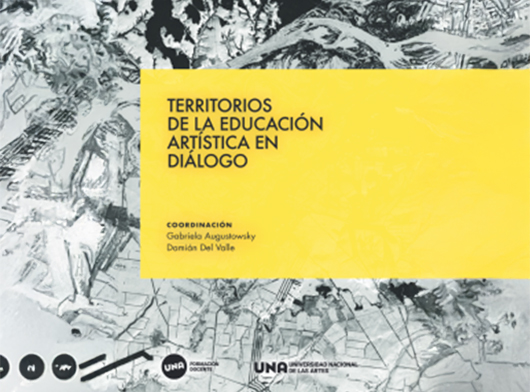 TERRITORIOS
DE LA EDUCACIÓN
ARTÍSTICA EN
DIÁLOGO
COORDINACIÓN
Gabriela Augustowsky
Damián Del Valle
UNA
FORMACIÓN
DOCENTE
UNA
UNIVERSIDAD NACIONAL
DE LAS ARTES